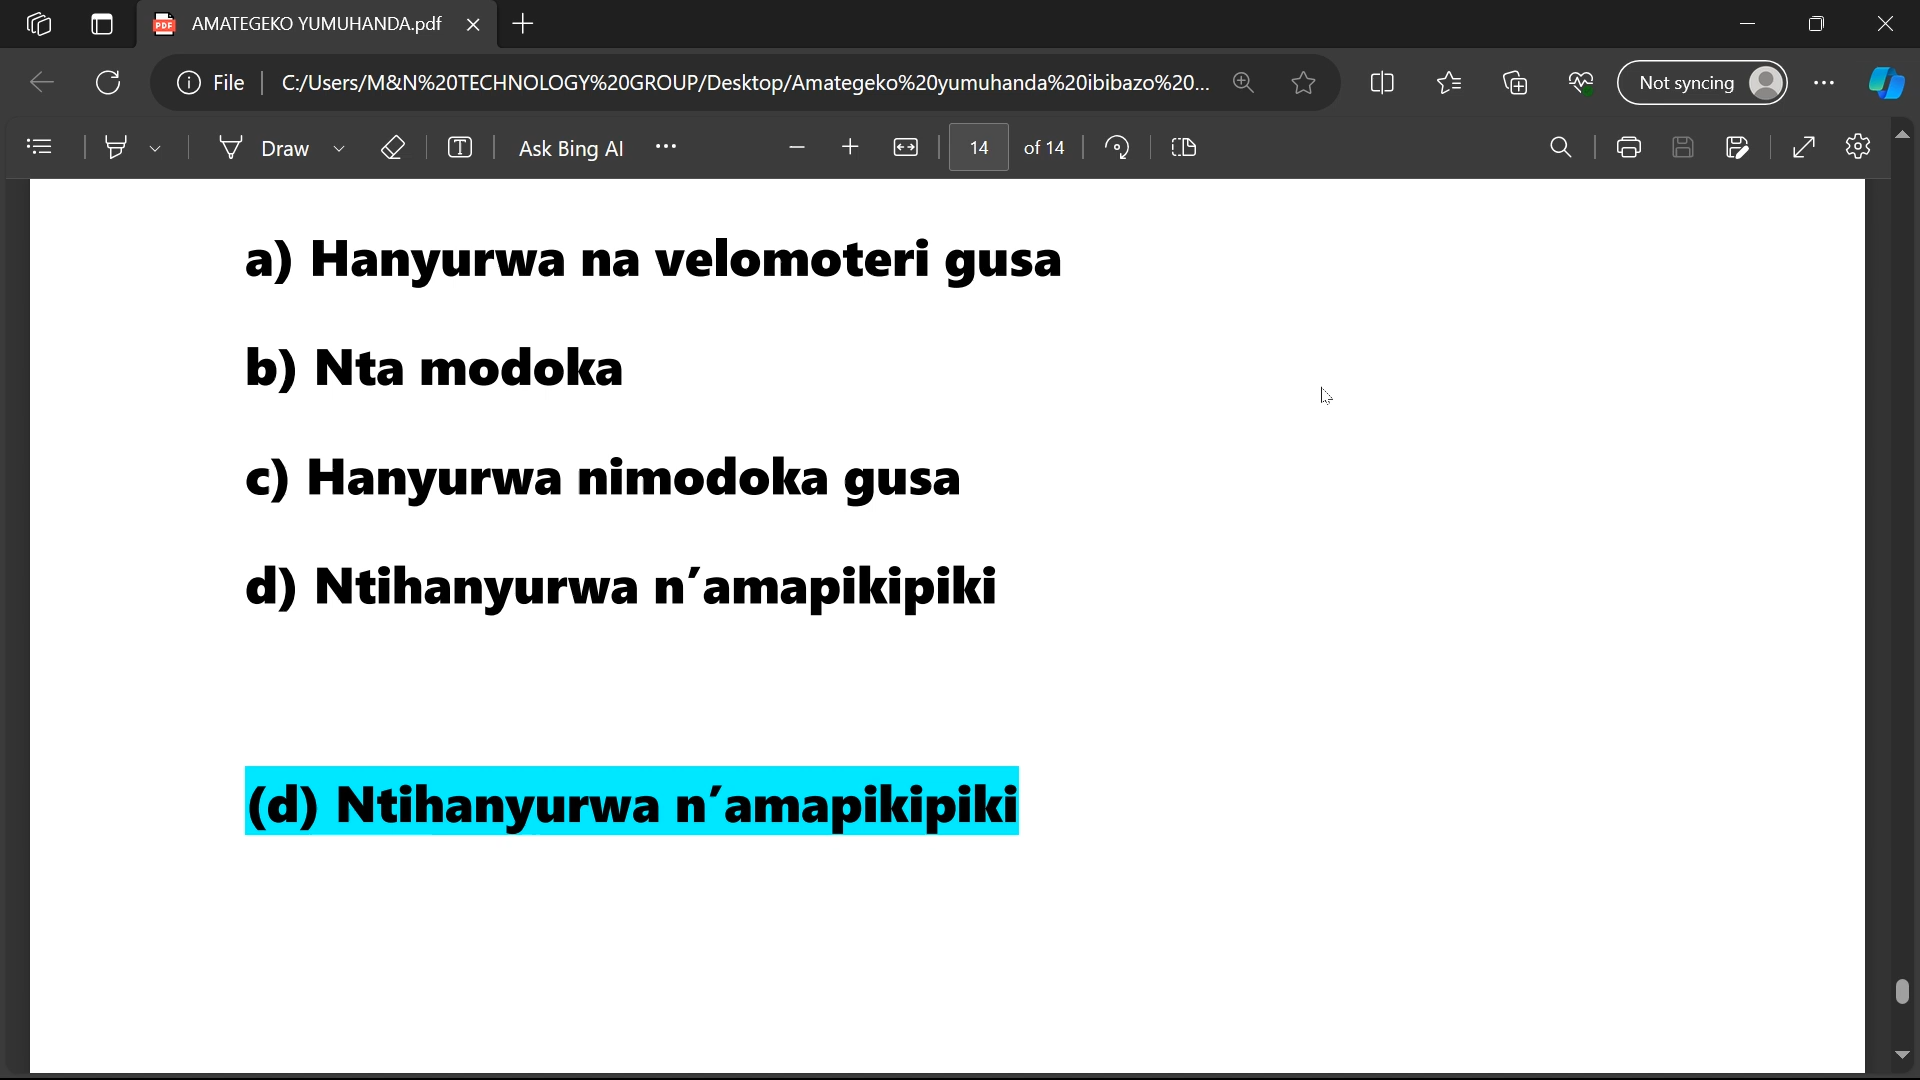 AMATEGEKO YUMUHANDA.pdf
File
C:/Users/M&N%20TECHNOLOGY%20GROUP/Desktop/Amategeko%20yumuhanda%20ibibazo%20...
Not syncing
Draw
Ask Bing AI
14 of 14
a) Hanyurwa na velomoteri gusa
b) Nta modoka
c) Hanyurwa nimodoka gusa
d) Ntihanyurwa n’amapikipiki
(d) Ntihanyurwa n’amapikipiki